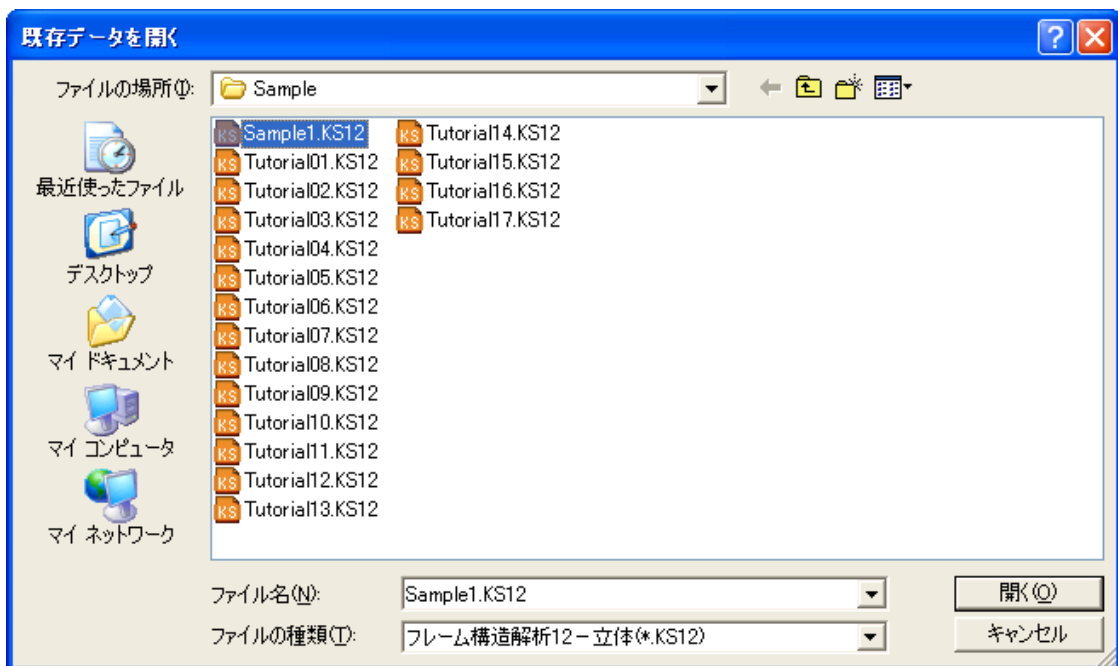 既存データを開く
ファイルの場所(I):
Sample
最近使ったファイル
デスクトップ
マイ ドキュメント
マイ コンピュータ
マイ ネットワーク
Sample1.KS12
Tutorial01.KS12
Tutorial02.KS12
Tutorial03.KS12
Tutorial04.KS12
Tutorial05.KS12
Tutorial06.KS12
Tutorial07.KS12
Tutorial08.KS12
Tutorial09.KS12
Tutorial10.KS12
Tutorial11.KS12
Tutorial12.KS12
Tutorial13.KS12
Tutorial14.KS12
Tutorial15.KS12
Tutorial16.KS12
Tutorial17.KS12
ファイル名(N):
Sample1.KS12
開く(O)
ファイルの種類(T):
フレーム構造解析12－立体(*.KS12)
キャンセル